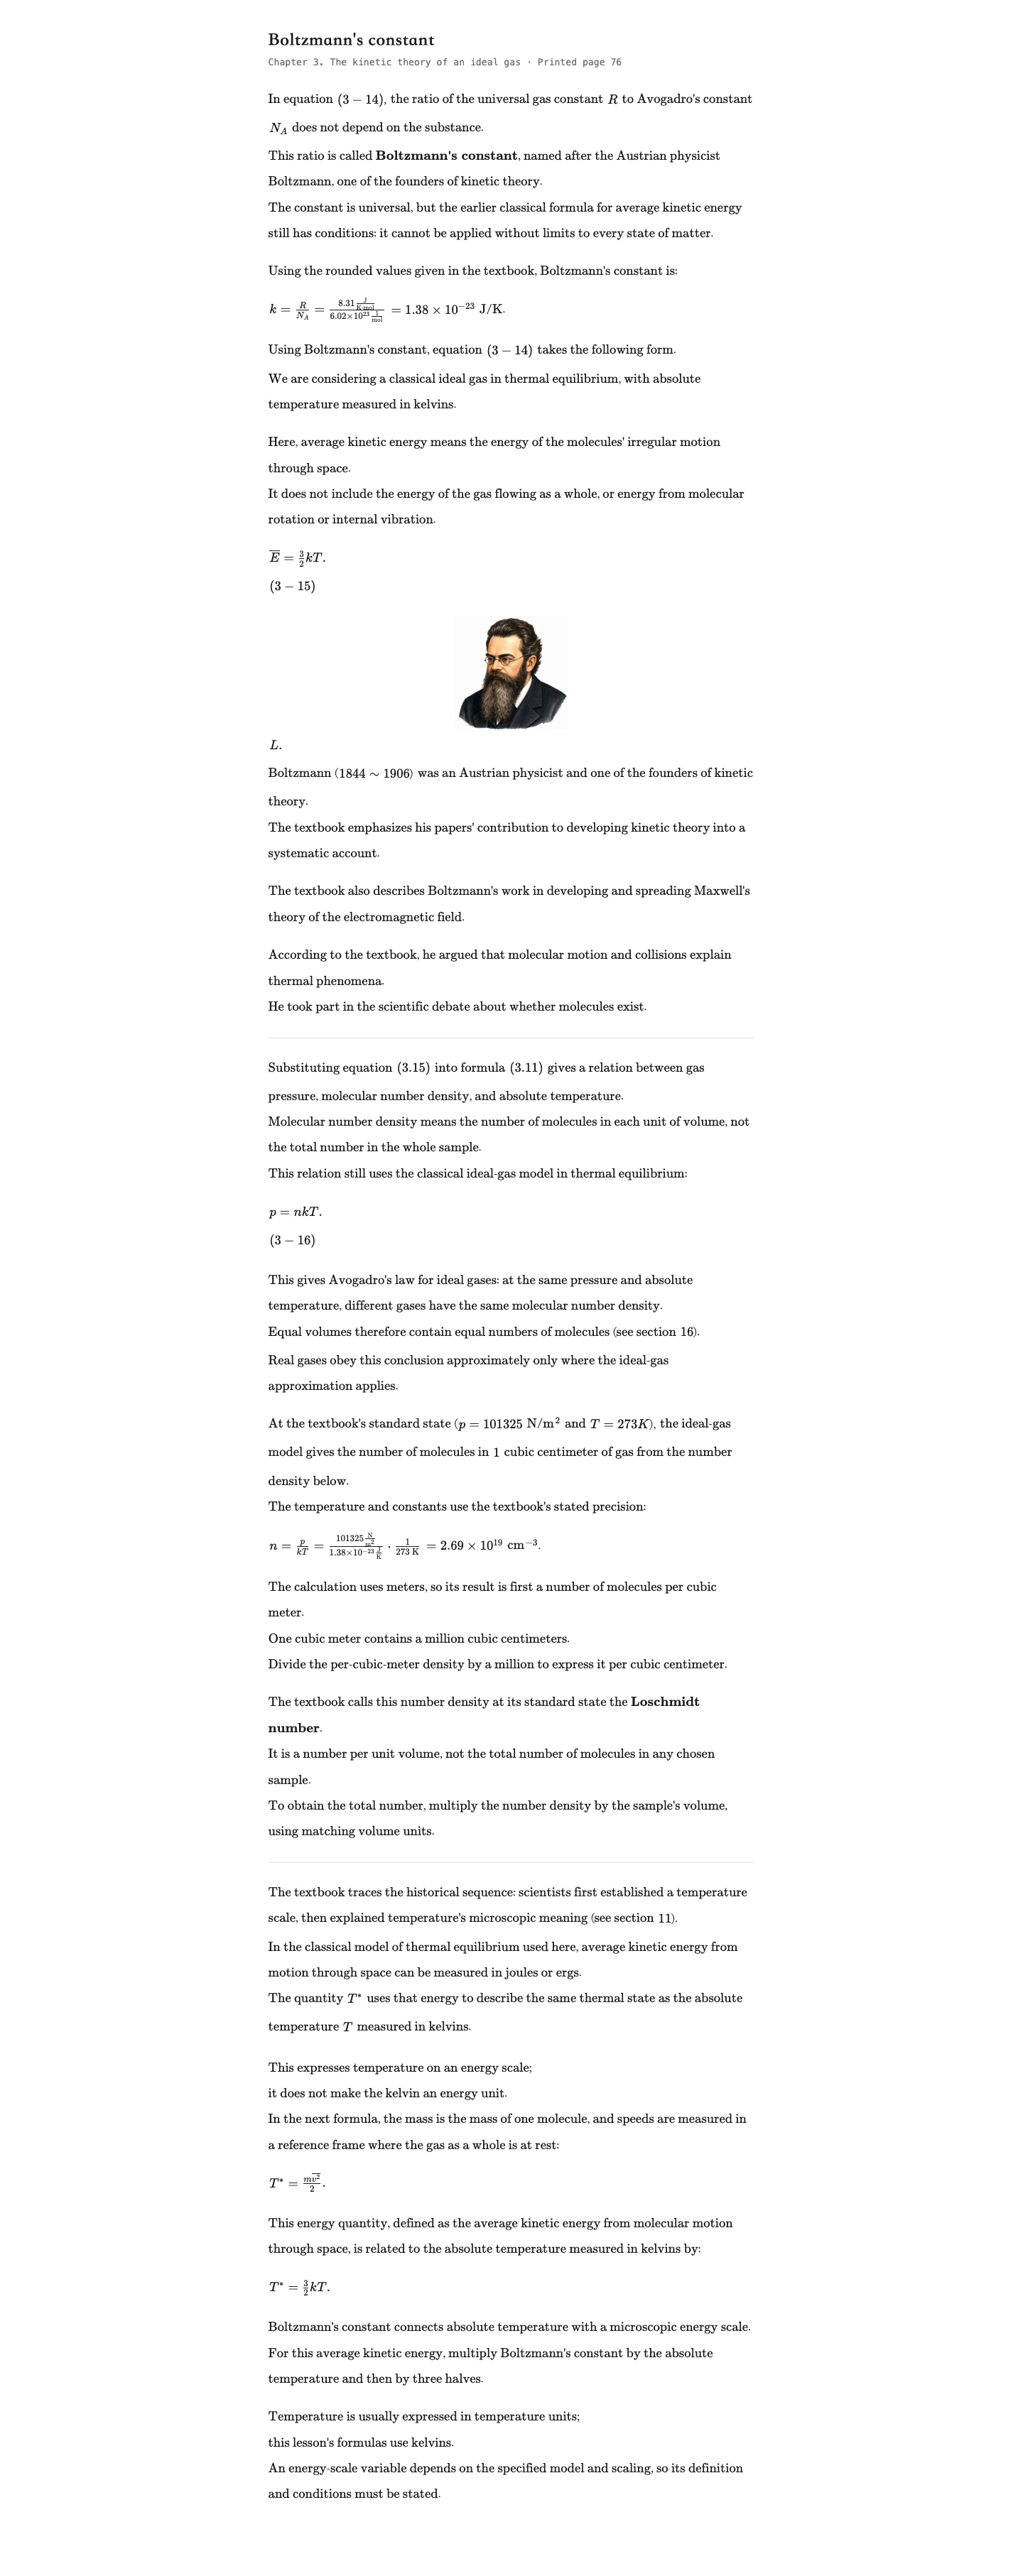 Boltzmann's constant
Chapter 3. The kinetic theory of an ideal gas · Printed page 76
In equation (3 − 14), the ratio of the universal gas constant R to Avogadro's constant
N_A does not depend on the substance.
This ratio is called Boltzmann's constant, named after the Austrian physicist
Boltzmann, one of the founders of kinetic theory.
The constant is universal, but the earlier classical formula for average kinetic energy
still has conditions: it cannot be applied without limits to every state of matter.
Using the rounded values given in the textbook, Boltzmann's constant is:
k = R/N_A = (8.31 J/(K·mol))/(6.02×10²³ 1/mol) = 1.38 × 10⁻²³ J/K.
Using Boltzmann's constant, equation (3 − 14) takes the following form.
We are considering a classical ideal gas in thermal equilibrium, with absolute
temperature measured in kelvins.
Here, average kinetic energy means the energy of the molecules' irregular motion
through space.
It does not include the energy of the gas flowing as a whole, or energy from molecular
rotation or internal vibration.
E̅ = 3/2 kT.
(3 − 15)
L.
Boltzmann (1844 ∼ 1906) was an Austrian physicist and one of the founders of kinetic
theory.
The textbook emphasizes his papers' contribution to developing kinetic theory into a
systematic account.
The textbook also describes Boltzmann's work in developing and spreading Maxwell's
theory of the electromagnetic field.
According to the textbook, he argued that molecular motion and collisions explain
thermal phenomena.
He took part in the scientific debate about whether molecules exist.
Substituting equation (3.15) into formula (3.11) gives a relation between gas
pressure, molecular number density, and absolute temperature.
Molecular number density means the number of molecules in each unit of volume, not
the total number in the whole sample.
This relation still uses the classical ideal-gas model in thermal equilibrium:
p = nkT.
(3 − 16)
This gives Avogadro's law for ideal gases: at the same pressure and absolute
temperature, different gases have the same molecular number density.
Equal volumes therefore contain equal numbers of molecules (see section 16).
Real gases obey this conclusion approximately only where the ideal-gas
approximation applies.
At the textbook's standard state (p = 101325 N/m² and T = 273K), the ideal-gas
model gives the number of molecules in 1 cubic centimeter of gas from the number
density below.
The temperature and constants use the textbook's stated precision:
n = p/kT = (101325 N/m²)/(1.38×10⁻²³ J/K) · 1/(273 K) = 2.69 × 10¹⁹ cm⁻³.
The calculation uses meters, so its result is first a number of molecules per cubic
meter.
One cubic meter contains a million cubic centimeters.
Divide the per-cubic-meter density by a million to express it per cubic centimeter.
The textbook calls this number density at its standard state the Loschmidt
number.
It is a number per unit volume, not the total number of molecules in any chosen
sample.
To obtain the total number, multiply the number density by the sample's volume,
using matching volume units.
The textbook traces the historical sequence: scientists first established a temperature
scale, then explained temperature's microscopic meaning (see section 11).
In the classical model of thermal equilibrium used here, average kinetic energy from
motion through space can be measured in joules or ergs.
The quantity T* uses that energy to describe the same thermal state as the absolute
temperature T measured in kelvins.
This expresses temperature on an energy scale;
it does not make the kelvin an energy unit.
In the next formula, the mass is the mass of one molecule, and speeds are measured in
a reference frame where the gas as a whole is at rest:
T* = m v̅²/2.
This energy quantity, defined as the average kinetic energy from molecular motion
through space, is related to the absolute temperature measured in kelvins by:
T* = 3/2 kT.
Boltzmann's constant connects absolute temperature with a microscopic energy scale.
For this average kinetic energy, multiply Boltzmann's constant by the absolute
temperature and then by three halves.
Temperature is usually expressed in temperature units;
this lesson's formulas use kelvins.
An energy-scale variable depends on the specified model and scaling, so its definition
and conditions must be stated.